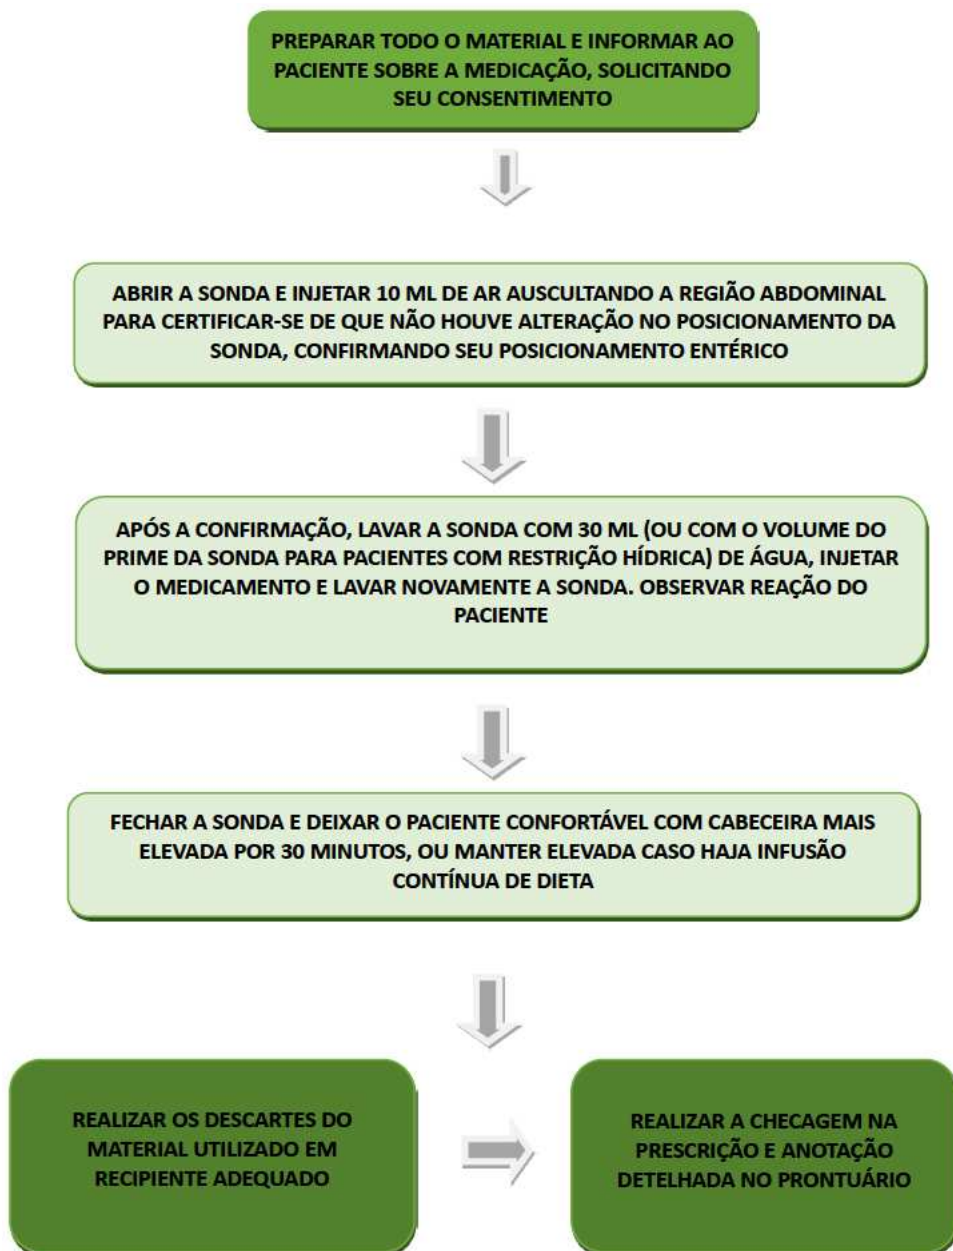 PREPARAR TODO O MATERIAL E INFORMAR AO
PACIENTE SOBRE A MEDICAÇÃO, SOLICITANDO
SEU CONSENTIMENTO
ABRIR A SONDA E INJETAR 10 ML DE AR AUSCULTANDO A REGIÃO ABDOMINAL
PARA CERTIFICAR-SE DE QUE NÃO HOUVE ALTERAÇÃO NO POSICIONAMENTO DA
SONDA, CONFIRMANDO SEU POSICIONAMENTO ENTÉRICO
APÓS A CONFIRMAÇÃO, LAVAR A SONDA COM 30 ML (OU COM O VOLUME DO
PRIME DA SONDA PARA PACIENTES COM RESTRIÇÃO HÍDRICA) DE ÁGUA, INJETAR
O MEDICAMENTO E LAVAR NOVAMENTE A SONDA. OBSERVAR REAÇÃO DO
PACIENTE
FECHAR A SONDA E DEIXAR O PACIENTE CONFORTÁVEL COM CABECEIRA MAIS
ELEVADA POR 30 MINUTOS, OU MANTER ELEVADA CASO HAJA INFUSÃO
CONTÍNUA DE DIETA
REALIZAR OS DESCARTES DO
MATERIAL UTILIZADO EM
RECIPIENTE ADEQUADO
REALIZAR A CHECAGEM NA
PRESCRIÇÃO E ANOTAÇÃO
DETELHADA NO PRONTUÁRIO